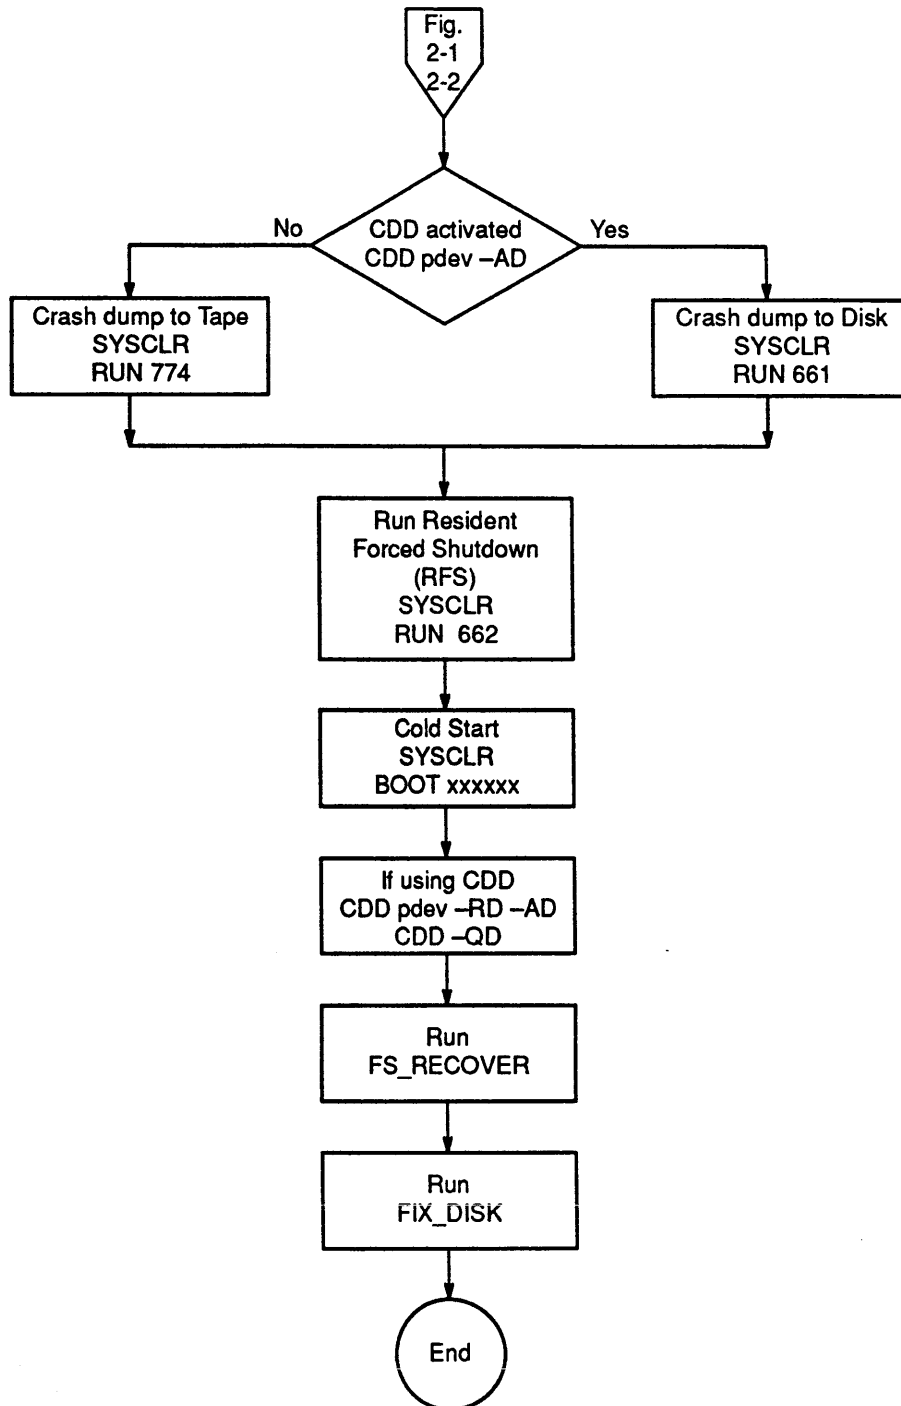 Fig.
2-1
2-2
CDD activated
CDD pdev –AD
No
Yes
Crash dump to Tape
SYSCLR
RUN 774
Crash dump to Disk
SYSCLR
RUN 661
Run Resident
Forced Shutdown
(RFS)
SYSCLR
RUN 662
Cold Start
SYSCLR
BOOT xxxxxx
If using CDD
CDD pdev –RD –AD
CDD –QD
Run
FS_RECOVER
Run
FIX_DISK
End